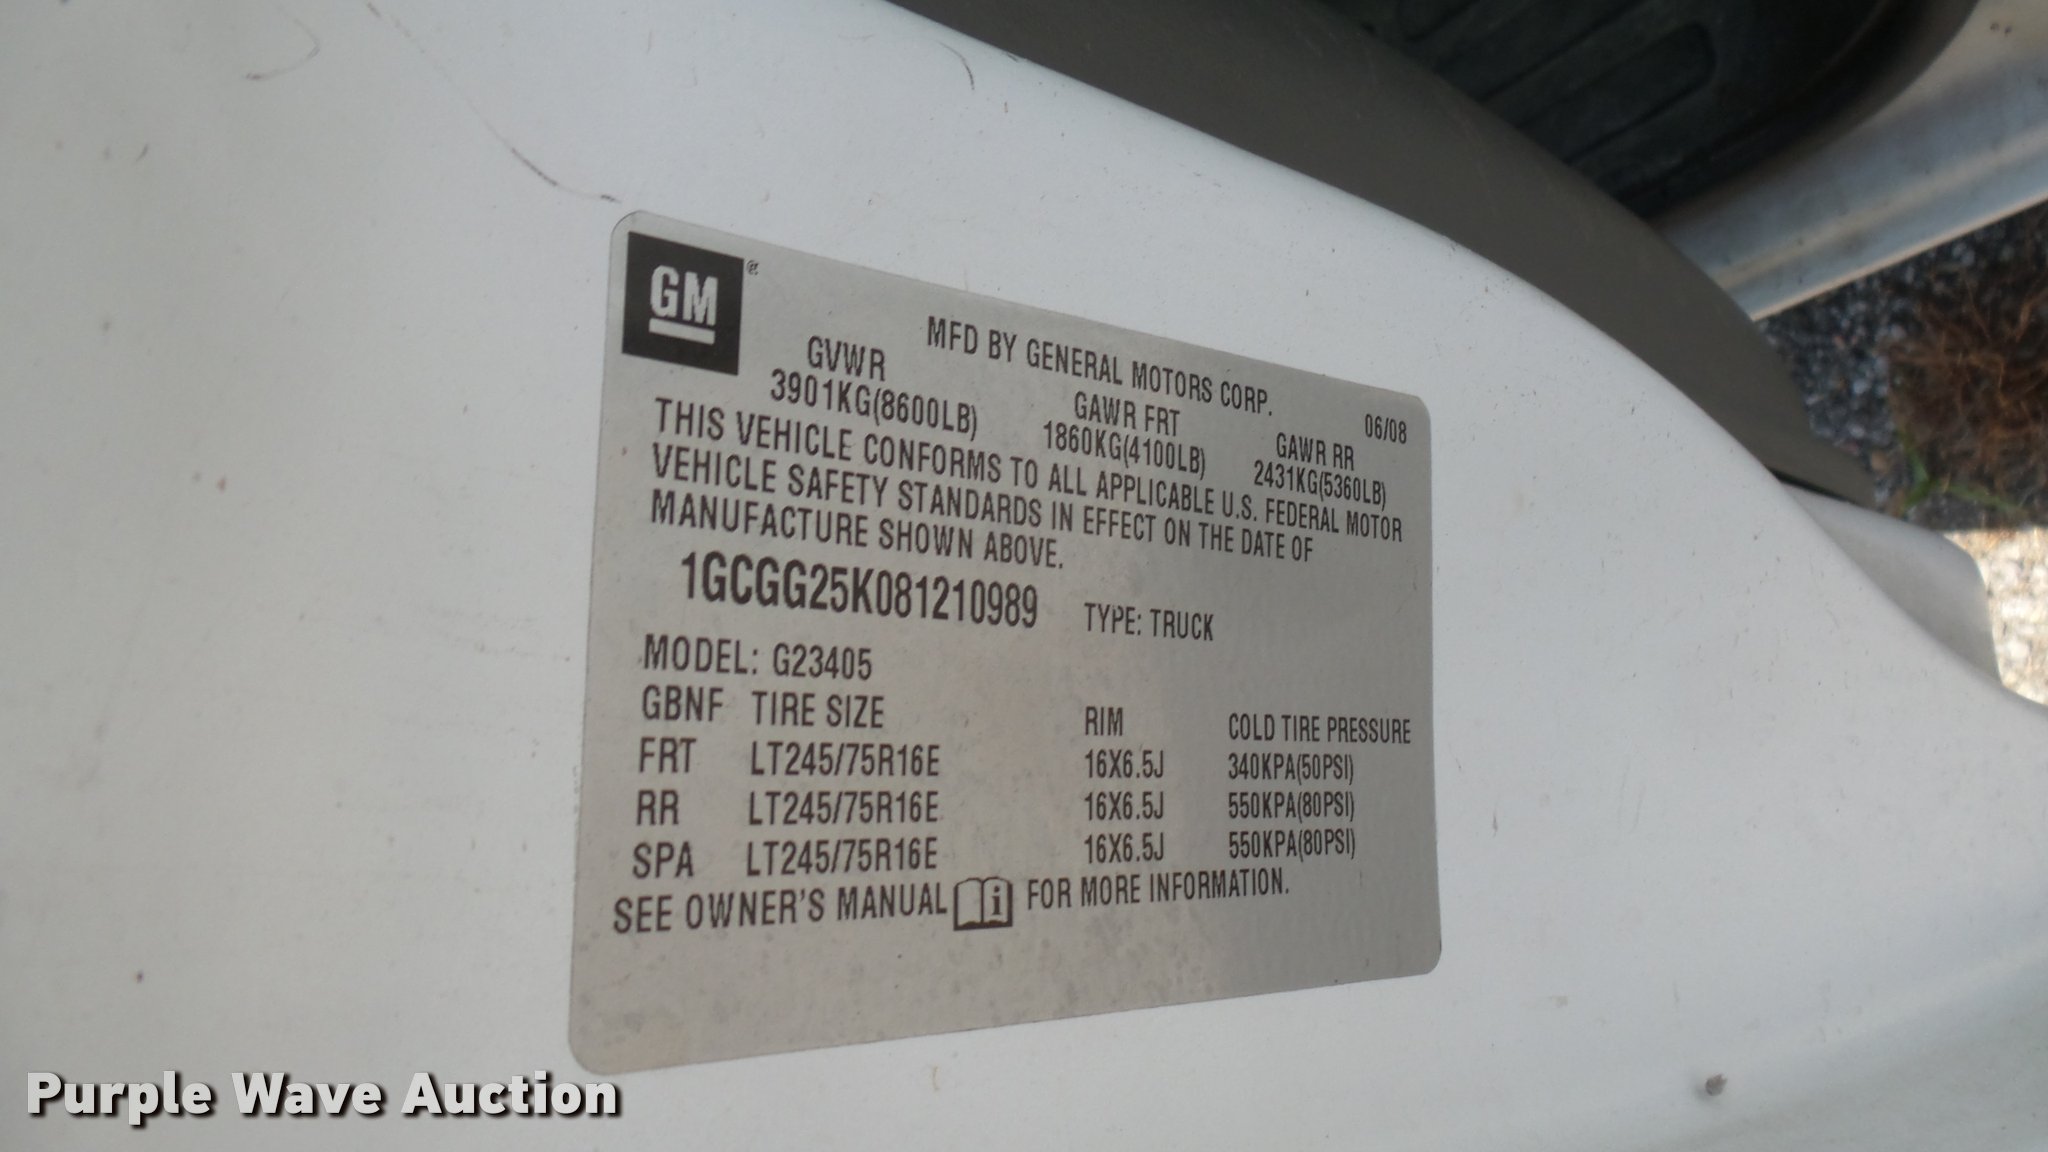 GM
MFD BY GENERAL MOTORS CORP. 06/08
GVWR GAWR FRT GAWR RR
3901KG(8600LB) 1860KG(4100LB) 2431KG(5360LB)
THIS VEHICLE CONFORMS TO ALL APPLICABLE U.S. FEDERAL MOTOR
VEHICLE SAFETY STANDARDS IN EFFECT ON THE DATE OF
MANUFACTURE SHOWN ABOVE.
1GCGG25K081210989 TYPE: TRUCK
MODEL: G23405
GBNF TIRE SIZE RIM COLD TIRE PRESSURE
FRT LT245/75R16E 16X6.5J 340KPA(50PSI)
RR LT245/75R16E 16X6.5J 550KPA(80PSI)
SPA LT245/75R16E 16X6.5J 550KPA(80PSI)
SEE OWNER'S MANUAL i FOR MORE INFORMATION.
Purple Wave Auction